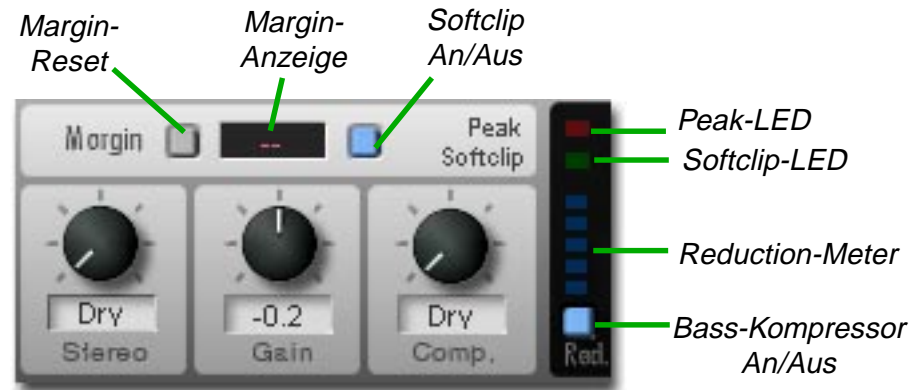 Margin-
Reset
Margin-
Anzeige
Softclip
An/Aus
Margin
--
Peak
Softclip
Peak-LED
Softclip-LED
Reduction-Meter
Dry
-0.2
Dry
Stereo
Gain
Comp.
Red.
Bass-Kompressor
An/Aus